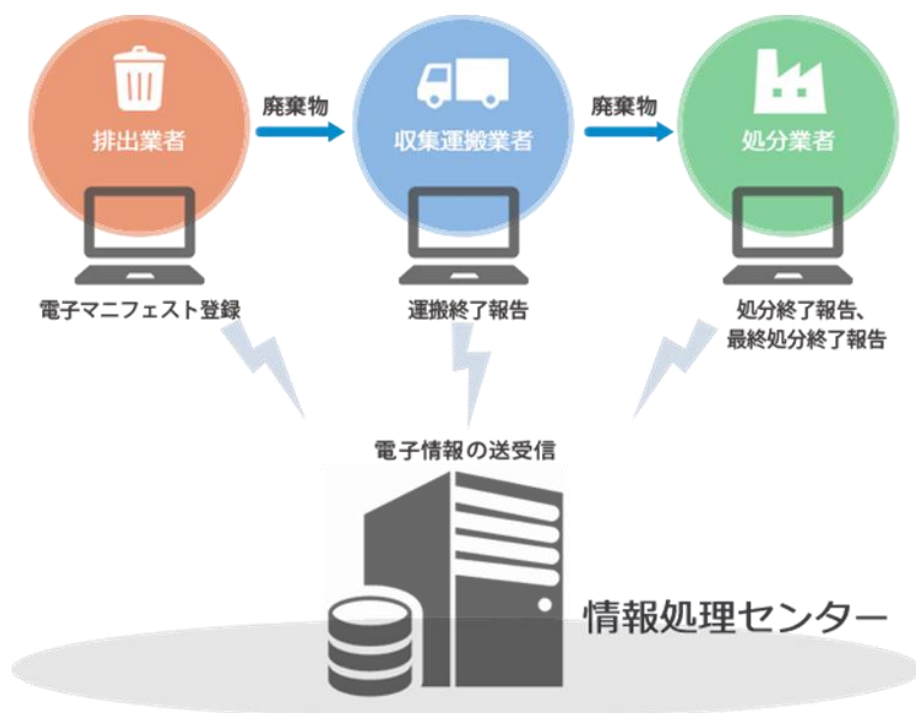 廃棄物
廃棄物
排出業者
収集運搬業者
処分業者
電子マニフェスト登録
運搬終了報告
処分終了報告、
最終処分終了報告
電子情報の送受信
情報処理センター